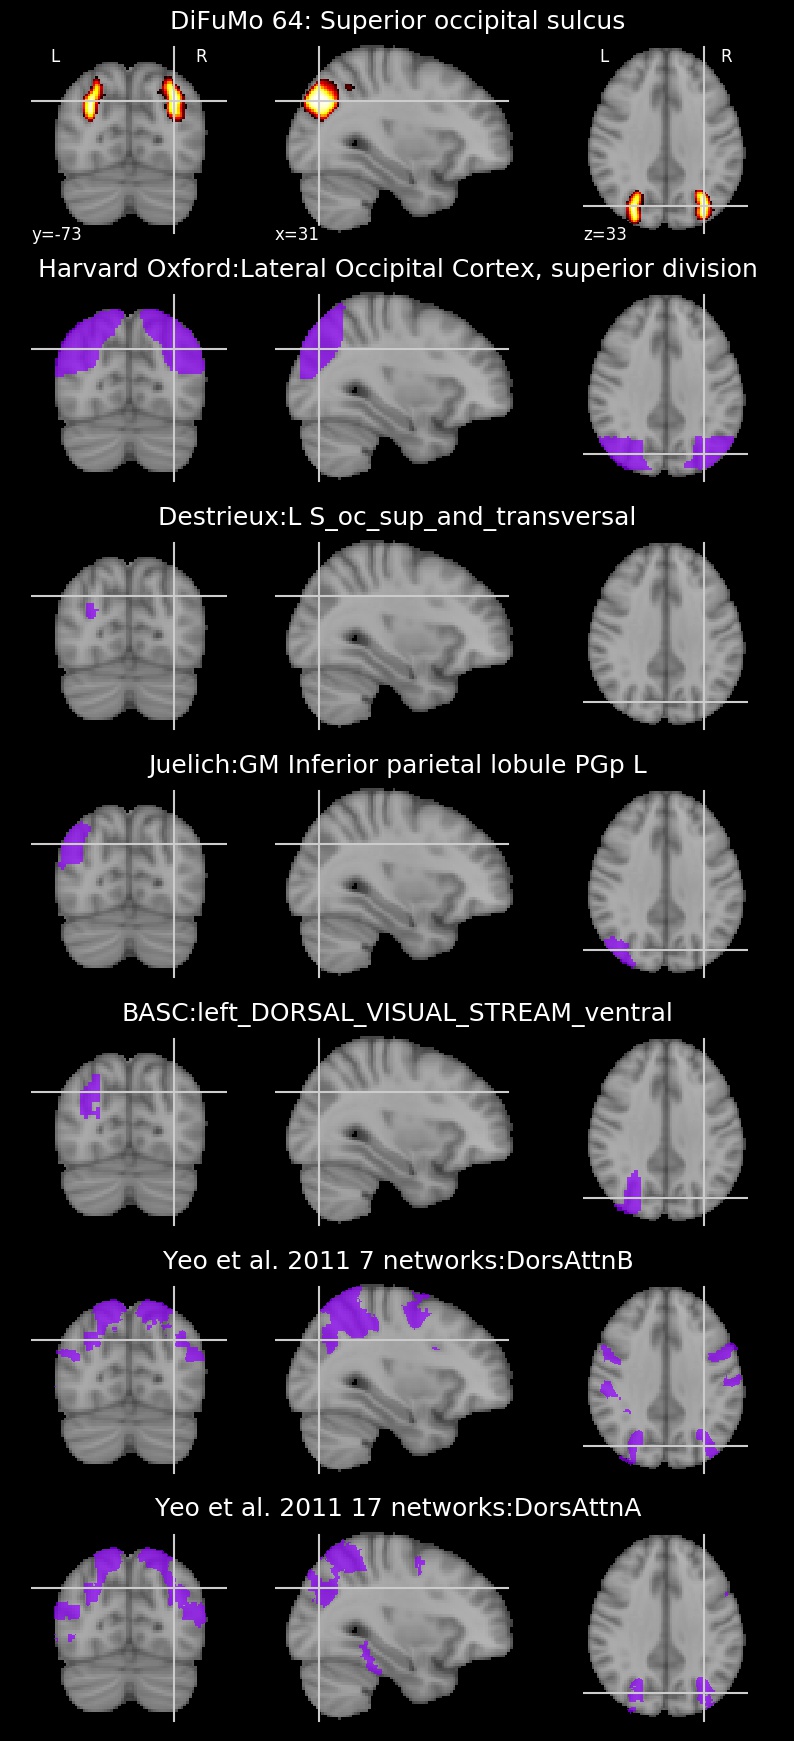 DiFuMo 64: Superior occipital sulcus
L R L R
y=-73 x=31 z=33
Harvard Oxford:Lateral Occipital Cortex, superior division
Destrieux:L S_oc_sup_and_transversal
Juelich:GM Inferior parietal lobule PGp L
BASC:left_DORSAL_VISUAL_STREAM_ventral
Yeo et al. 2011 7 networks:DorsAttnB
Yeo et al. 2011 17 networks:DorsAttnA